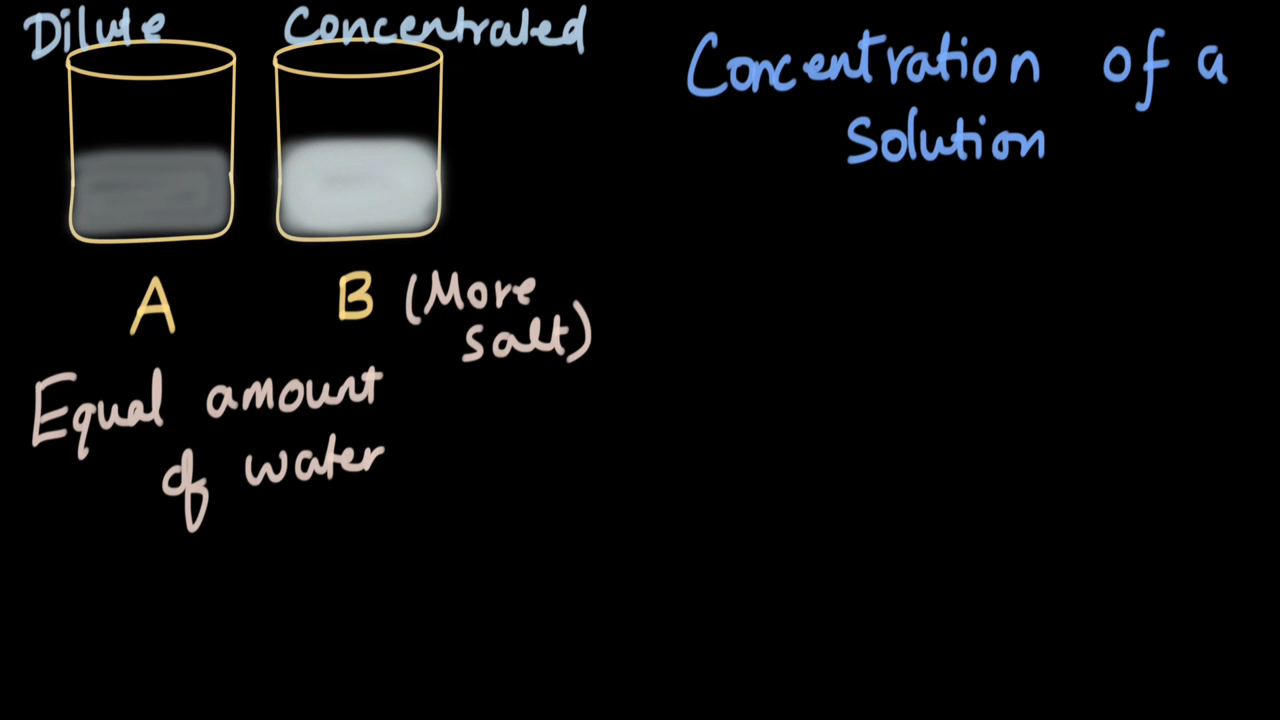 Dilute
Concentrated
Concentration of a
Solution
A
B
(More
salt)
Equal amount
of water